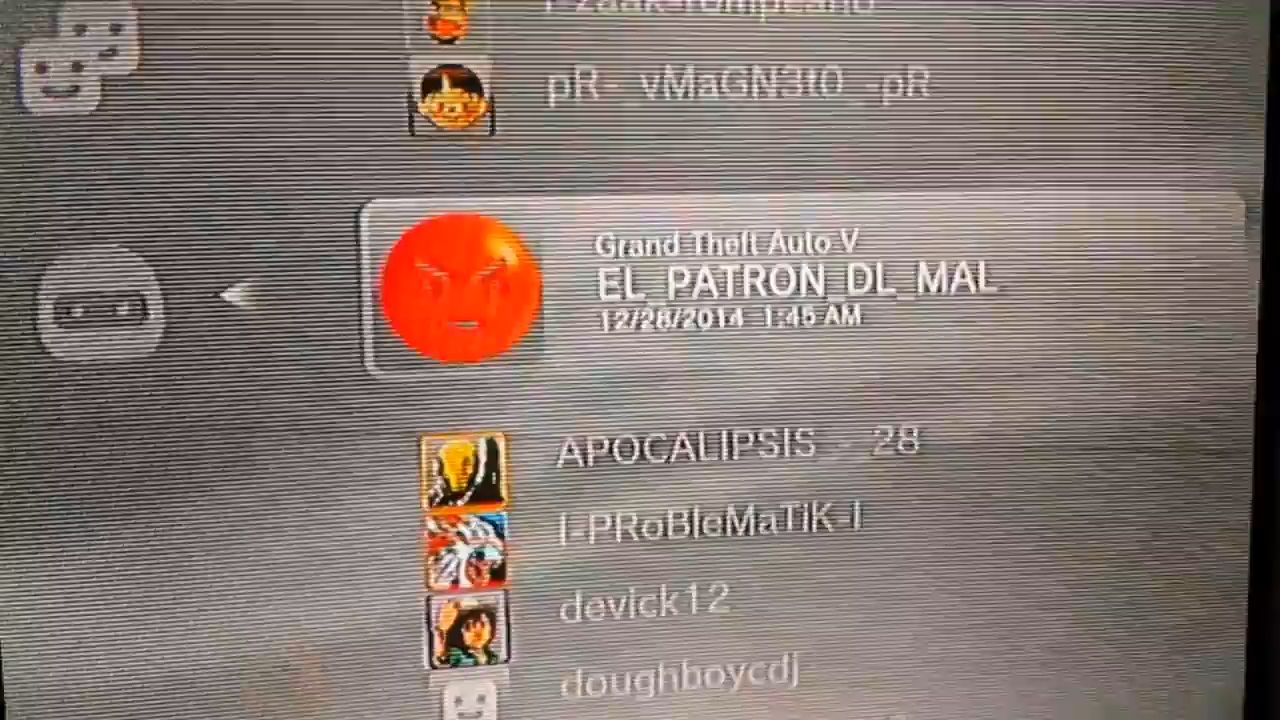 pR-_vMaGN3t0_-pR
Grand Theft Auto V
EL_PATRON_DL_MAL
12/28/2014 1:45 AM
APOCALIPSIS - 28
l-PRoBleMaTiK-l
devick12
doughboycdj